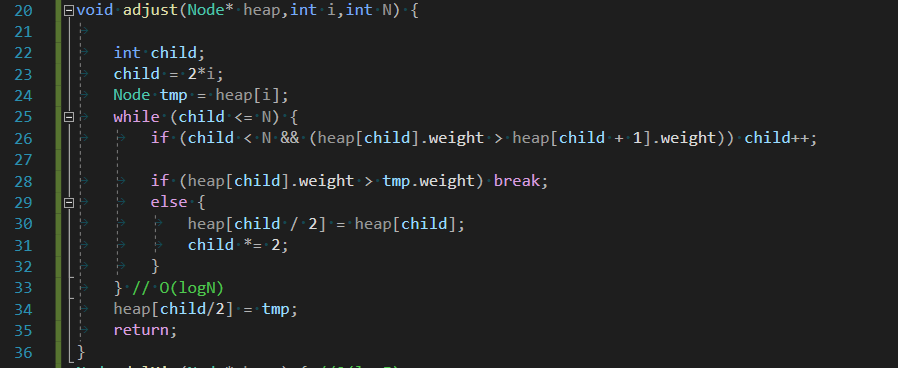 20 void adjust(Node* heap,int i,int N) {
21
22 int child;
23 child = 2*i;
24 Node tmp = heap[i];
25 while (child <= N) {
26 if (child < N && (heap[child].weight > heap[child + 1].weight)) child++;
27
28 if (heap[child].weight > tmp.weight) break;
29 else {
30 heap[child / 2] = heap[child];
31 child *= 2;
32 }
33 } // O(logN)
34 heap[child/2] = tmp;
35 return;
36 }